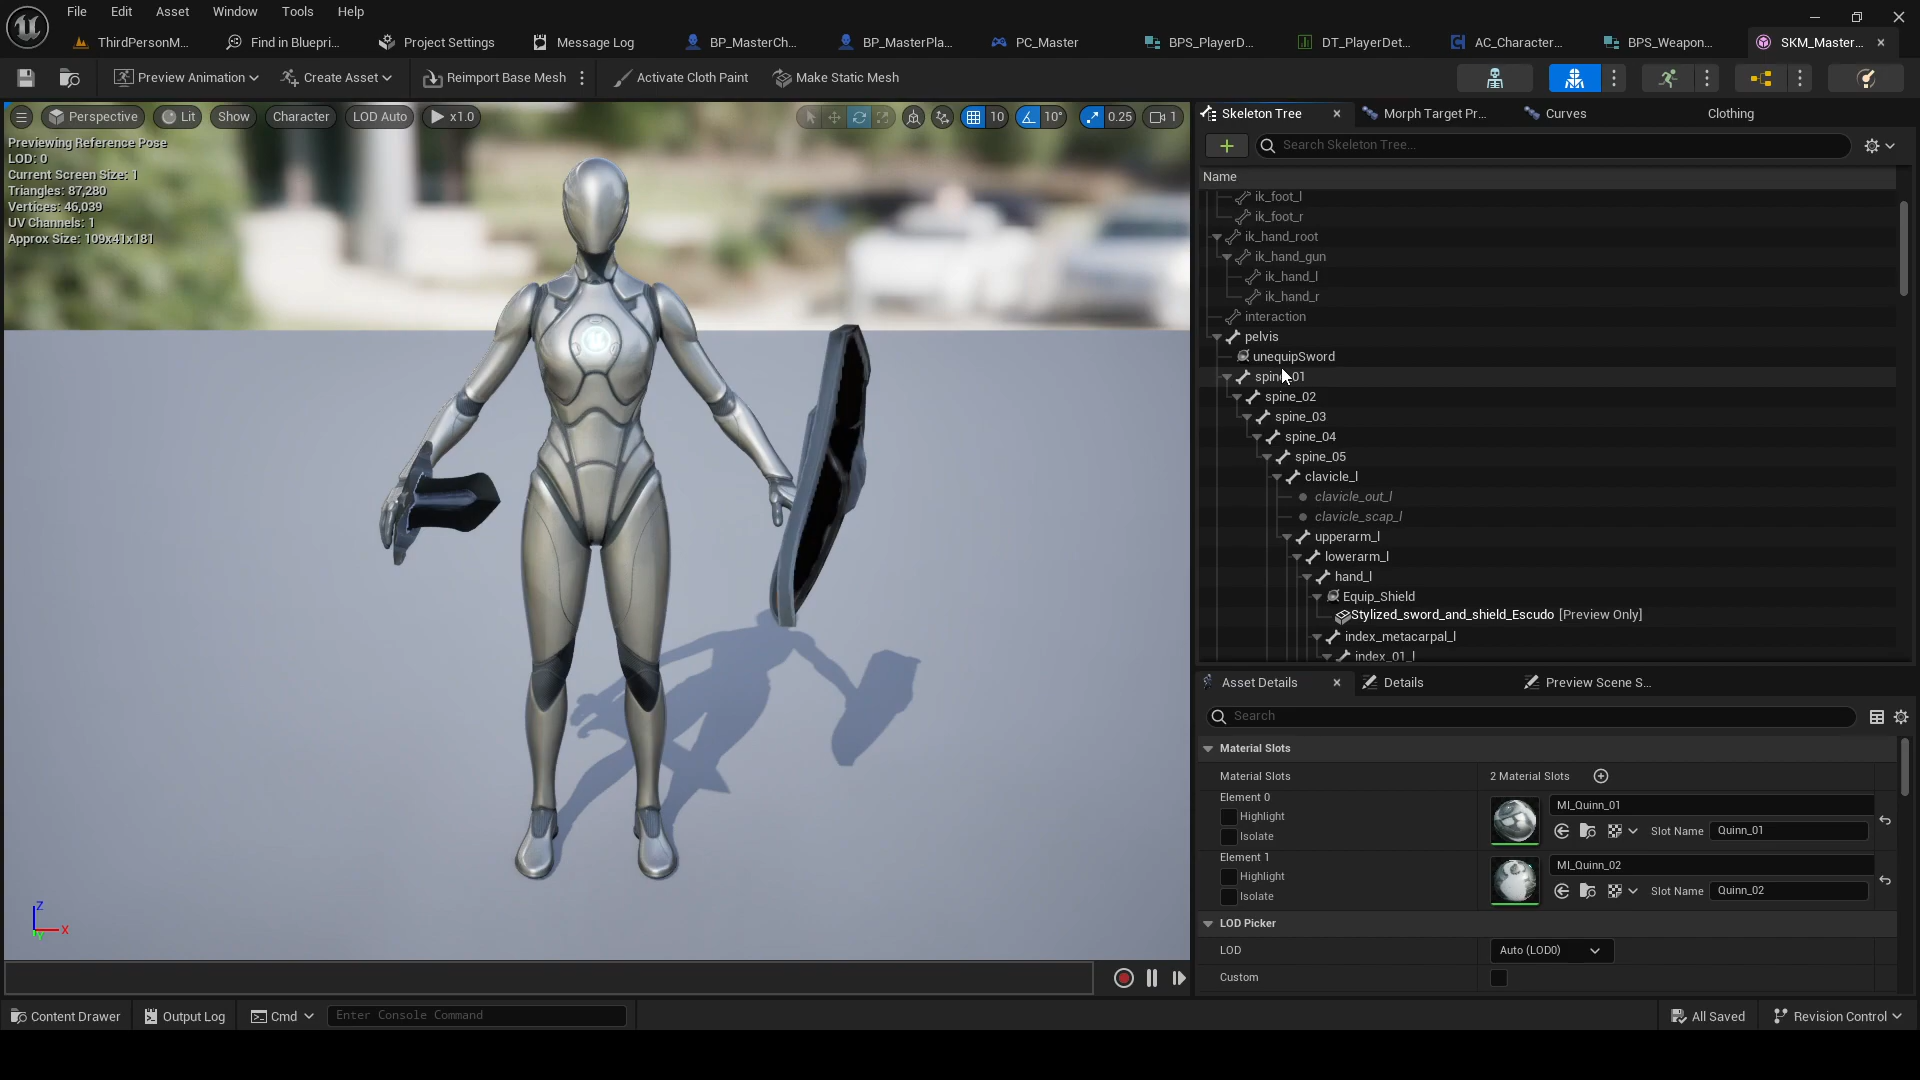 File Edit Asset Window Tools Help
ThirdPersonM... Find in Bluepri... Project Settings Message Log BP_MasterCh... BP_MasterPla... PC_Master BPS_PlayerD... DT_PlayerDet... AC_Character... BPS_Weapon... SKM_Master...
Preview Animation Create Asset Reimport Base Mesh Activate Cloth Paint Make Static Mesh
Perspective Lit Show Character LOD Auto x1.0 10 10° 0.25 1
Previewing Reference Pose
LOD: 0
Current Screen Size: 1
Triangles: 87,280
Vertices: 46,039
UV Channels: 1
Approx Size: 109x41x181
Z
X
Y
Skeleton Tree Morph Target Pr... Curves Clothing
Search Skeleton Tree...
Name
ik_foot_l
ik_foot_r
ik_hand_root
ik_hand_gun
ik_hand_l
ik_hand_r
interaction
pelvis
unequipSword
spine_01
spine_02
spine_03
spine_04
spine_05
clavicle_l
clavicle_out_l
clavicle_scap_l
upperarm_l
lowerarm_l
hand_l
Equip_Shield
Stylized_sword_and_shield_Escudo [Preview Only]
index_metacarpal_l
index_01_l
Asset Details Details Preview Scene S...
Search
Material Slots
Material Slots 2 Material Slots
Element 0
Highlight
Isolate
MI_Quinn_01
Slot Name Quinn_01
Element 1
Highlight
Isolate
MI_Quinn_02
Slot Name Quinn_02
LOD Picker
LOD Auto (LOD0)
Custom
Content Drawer Output Log Cmd Enter Console Command All Saved Revision Control